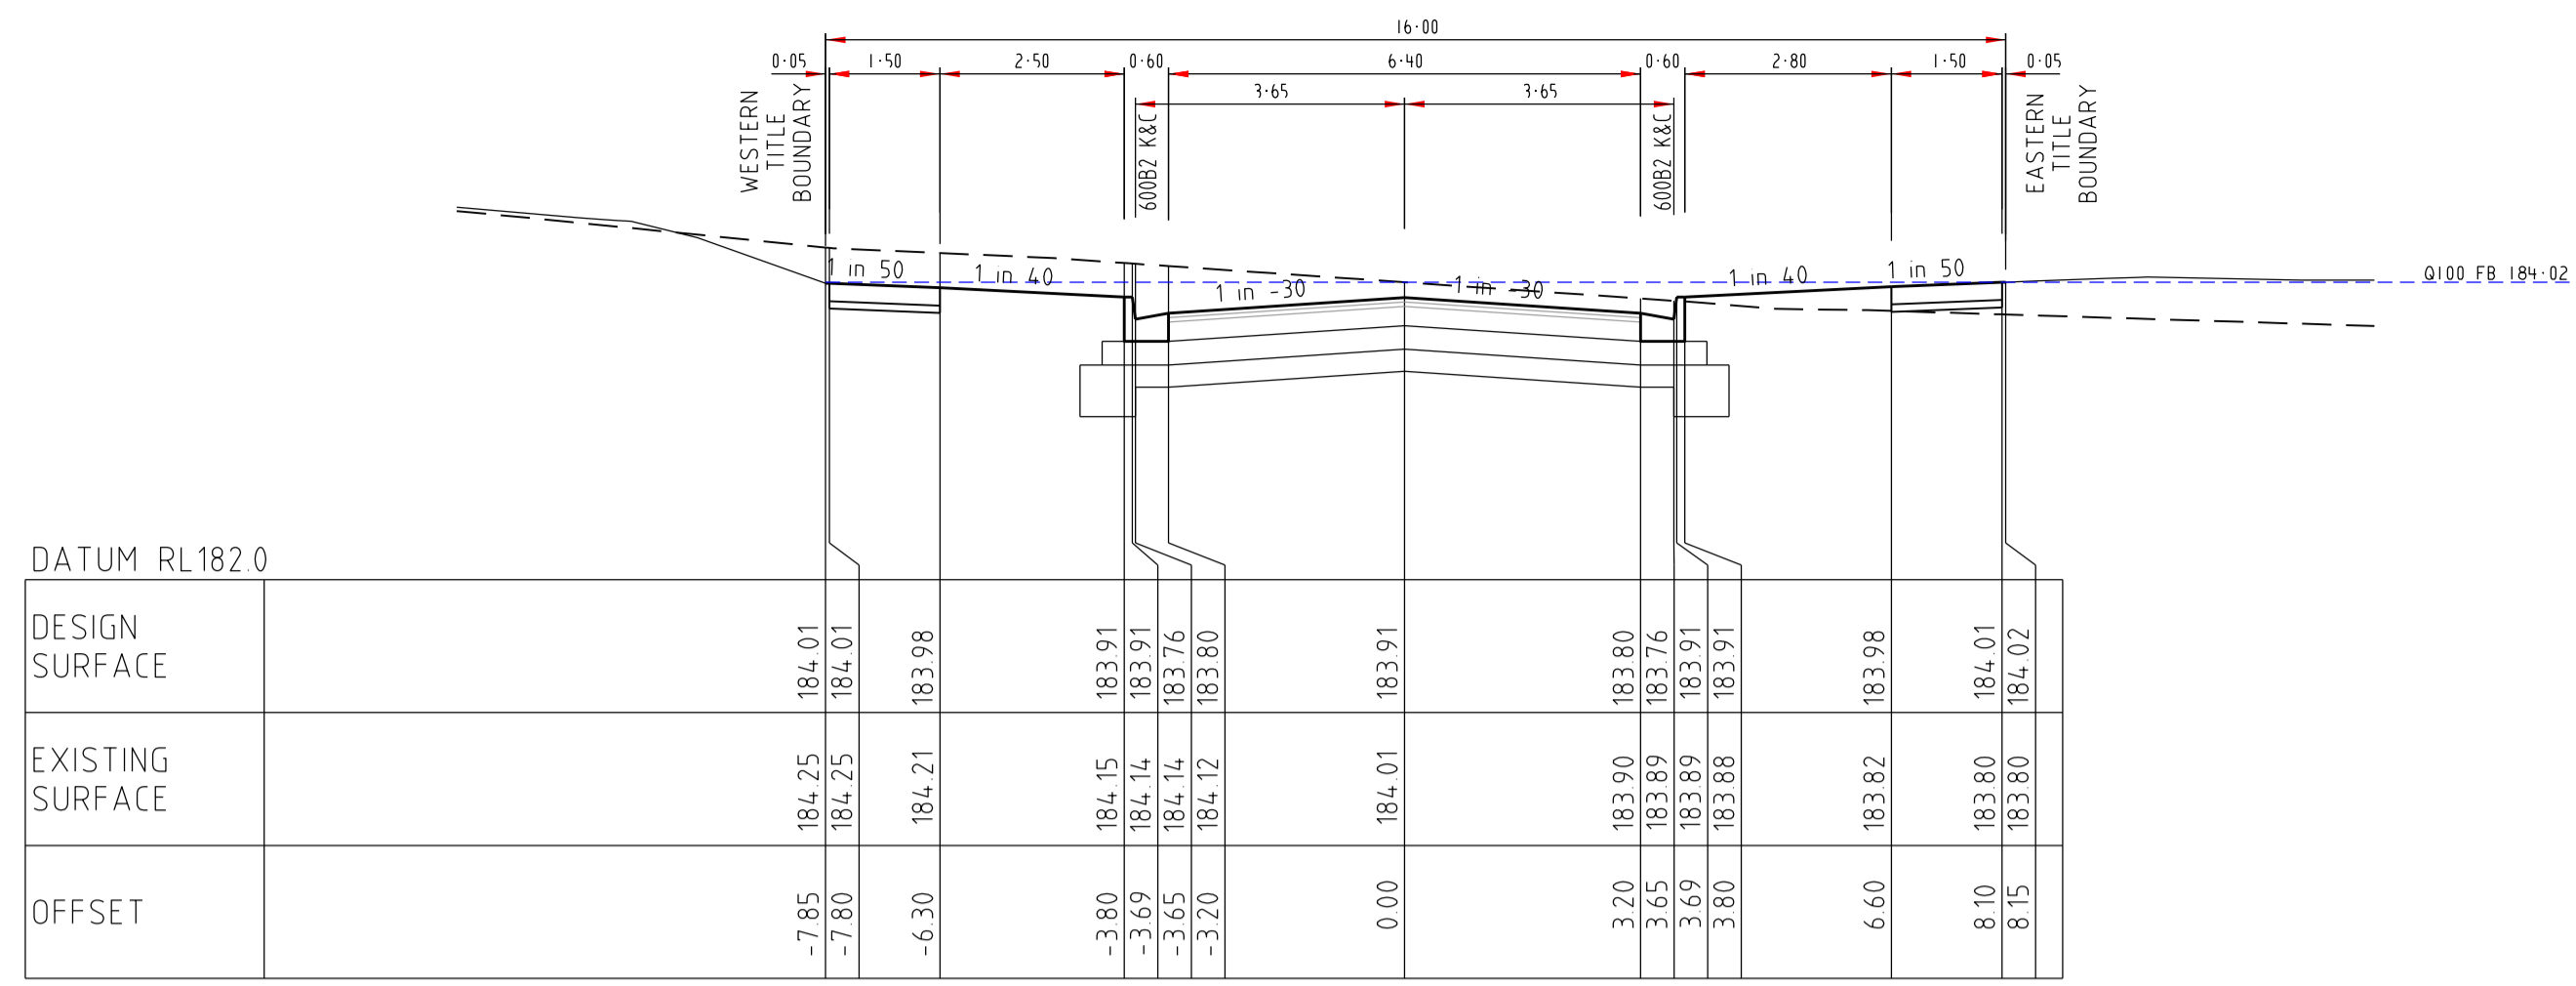 16·00
0·05
1·50
2·50
0·60
6·40
0·60
2·80
1·50
0·05
3·65
3·65
WESTERN
TITLE
BOUNDARY
600B2 K&C
600B2 K&C
EASTERN
TITLE
BOUNDARY
1 in 50
1 in 40
1 in -30
1 in -30
1 in 40
1 in 50
Q100 FB 184·02
DATUM RL182.0
DESIGN
SURFACE
184.01
184.01
183.98
183.91
183.91
183.76
183.80
183.91
183.80
183.76
183.91
183.91
183.98
184.01
184.02
EXISTING
SURFACE
184.25
184.25
184.21
184.15
184.14
184.14
184.12
184.01
183.90
183.89
183.89
183.88
183.82
183.80
183.80
OFFSET
-7.85
-7.80
-6.30
-3.80
-3.69
-3.65
-3.20
0.00
3.20
3.65
3.69
3.80
6.60
8.10
8.15